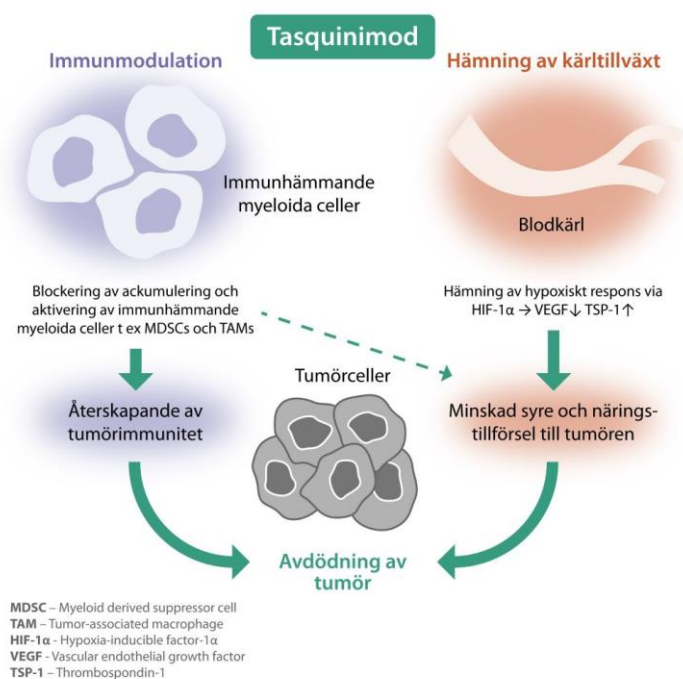 Tasquinimod
Immunmodulation
Hämning av kärltillväxt
Immunhämmande
myeloida celler
Blodkärl
Blockering av ackumulering och
aktivering av immunhämmande
myeloida celler t ex MDSCs och TAMs
Hämning av hypoxiskt respons via
HIF-1α → VEGF↓ TSP-1↑
Återskapande av
tumörimmunitet
Tumörceller
Minskad syre och närings-
tillförsel till tumören
Avdödning av
tumör
MDSC – Myeloid derived suppressor cell
TAM – Tumor-associated macrophage
HIF-1α - Hypoxia-inducible factor-1α
VEGF - Vascular endothelial growth factor
TSP-1 – Thrombospondin-1